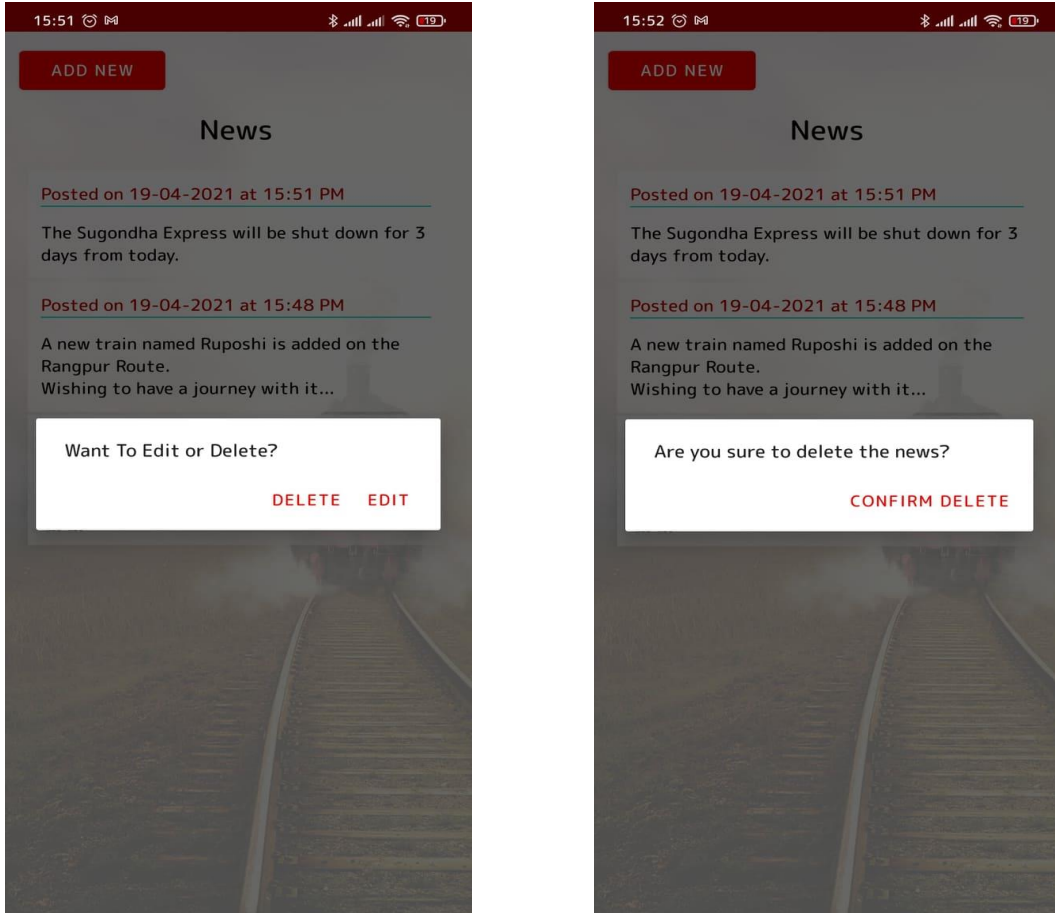 15:51
19
ADD NEW
News
Posted on 19-04-2021 at 15:51 PM
The Sugondha Express will be shut down for 3
days from today.
Posted on 19-04-2021 at 15:48 PM
A new train named Ruposhi is added on the
Rangpur Route.
Wishing to have a journey with it...
Want To Edit or Delete?
DELETE EDIT
15:52
19
ADD NEW
News
Posted on 19-04-2021 at 15:51 PM
The Sugondha Express will be shut down for 3
days from today.
Posted on 19-04-2021 at 15:48 PM
A new train named Ruposhi is added on the
Rangpur Route.
Wishing to have a journey with it...
Are you sure to delete the news?
CONFIRM DELETE